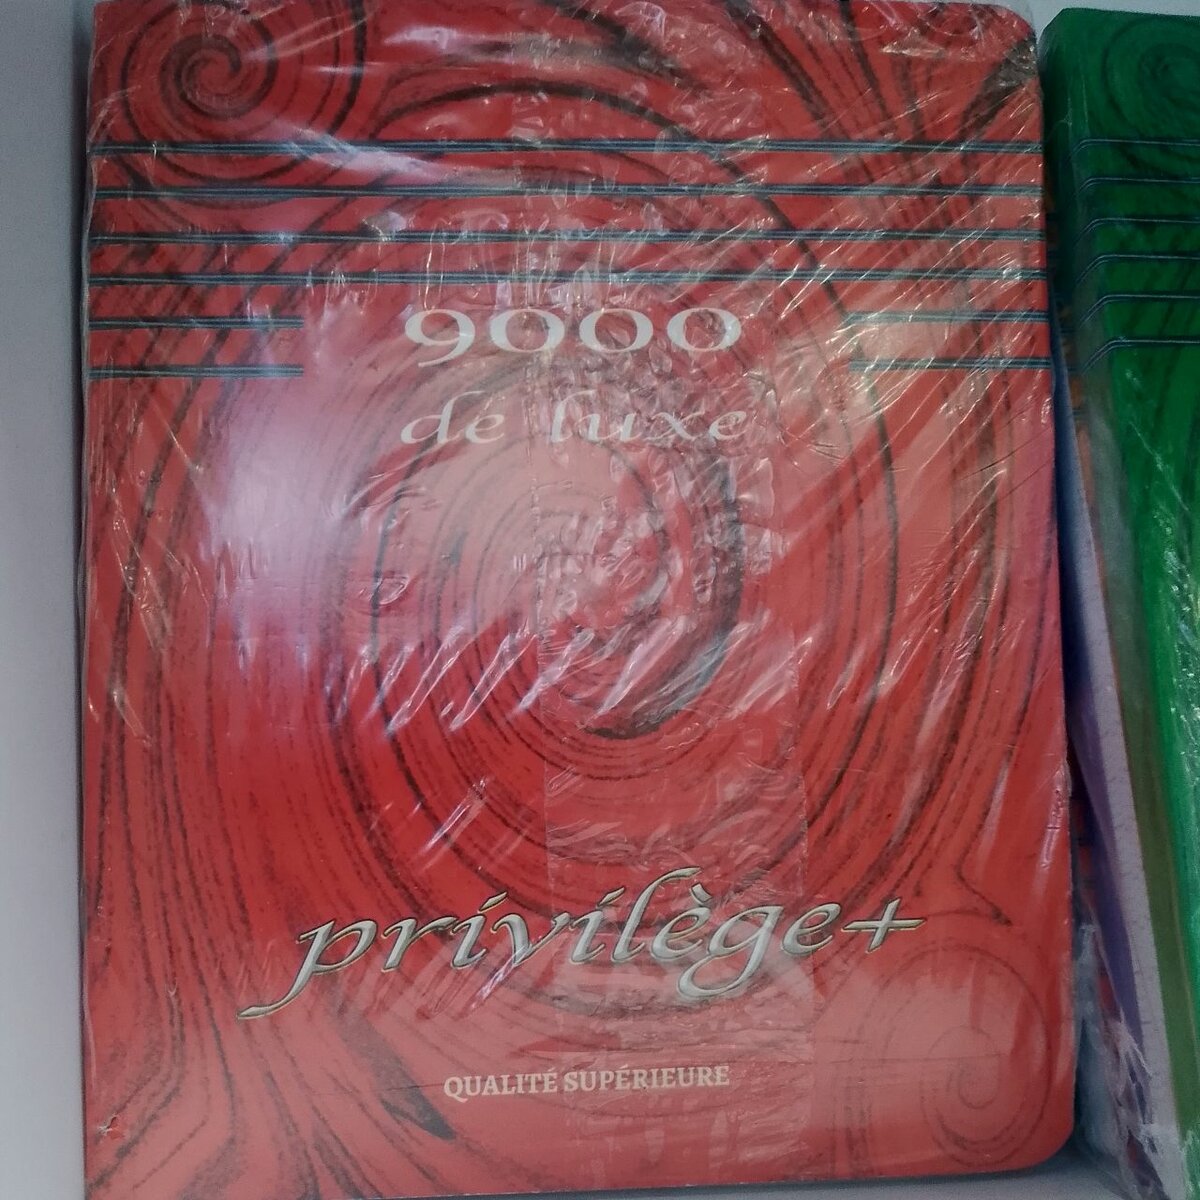 9000
de luxe
privilège+
QUALITÉ SUPÉRIEURE